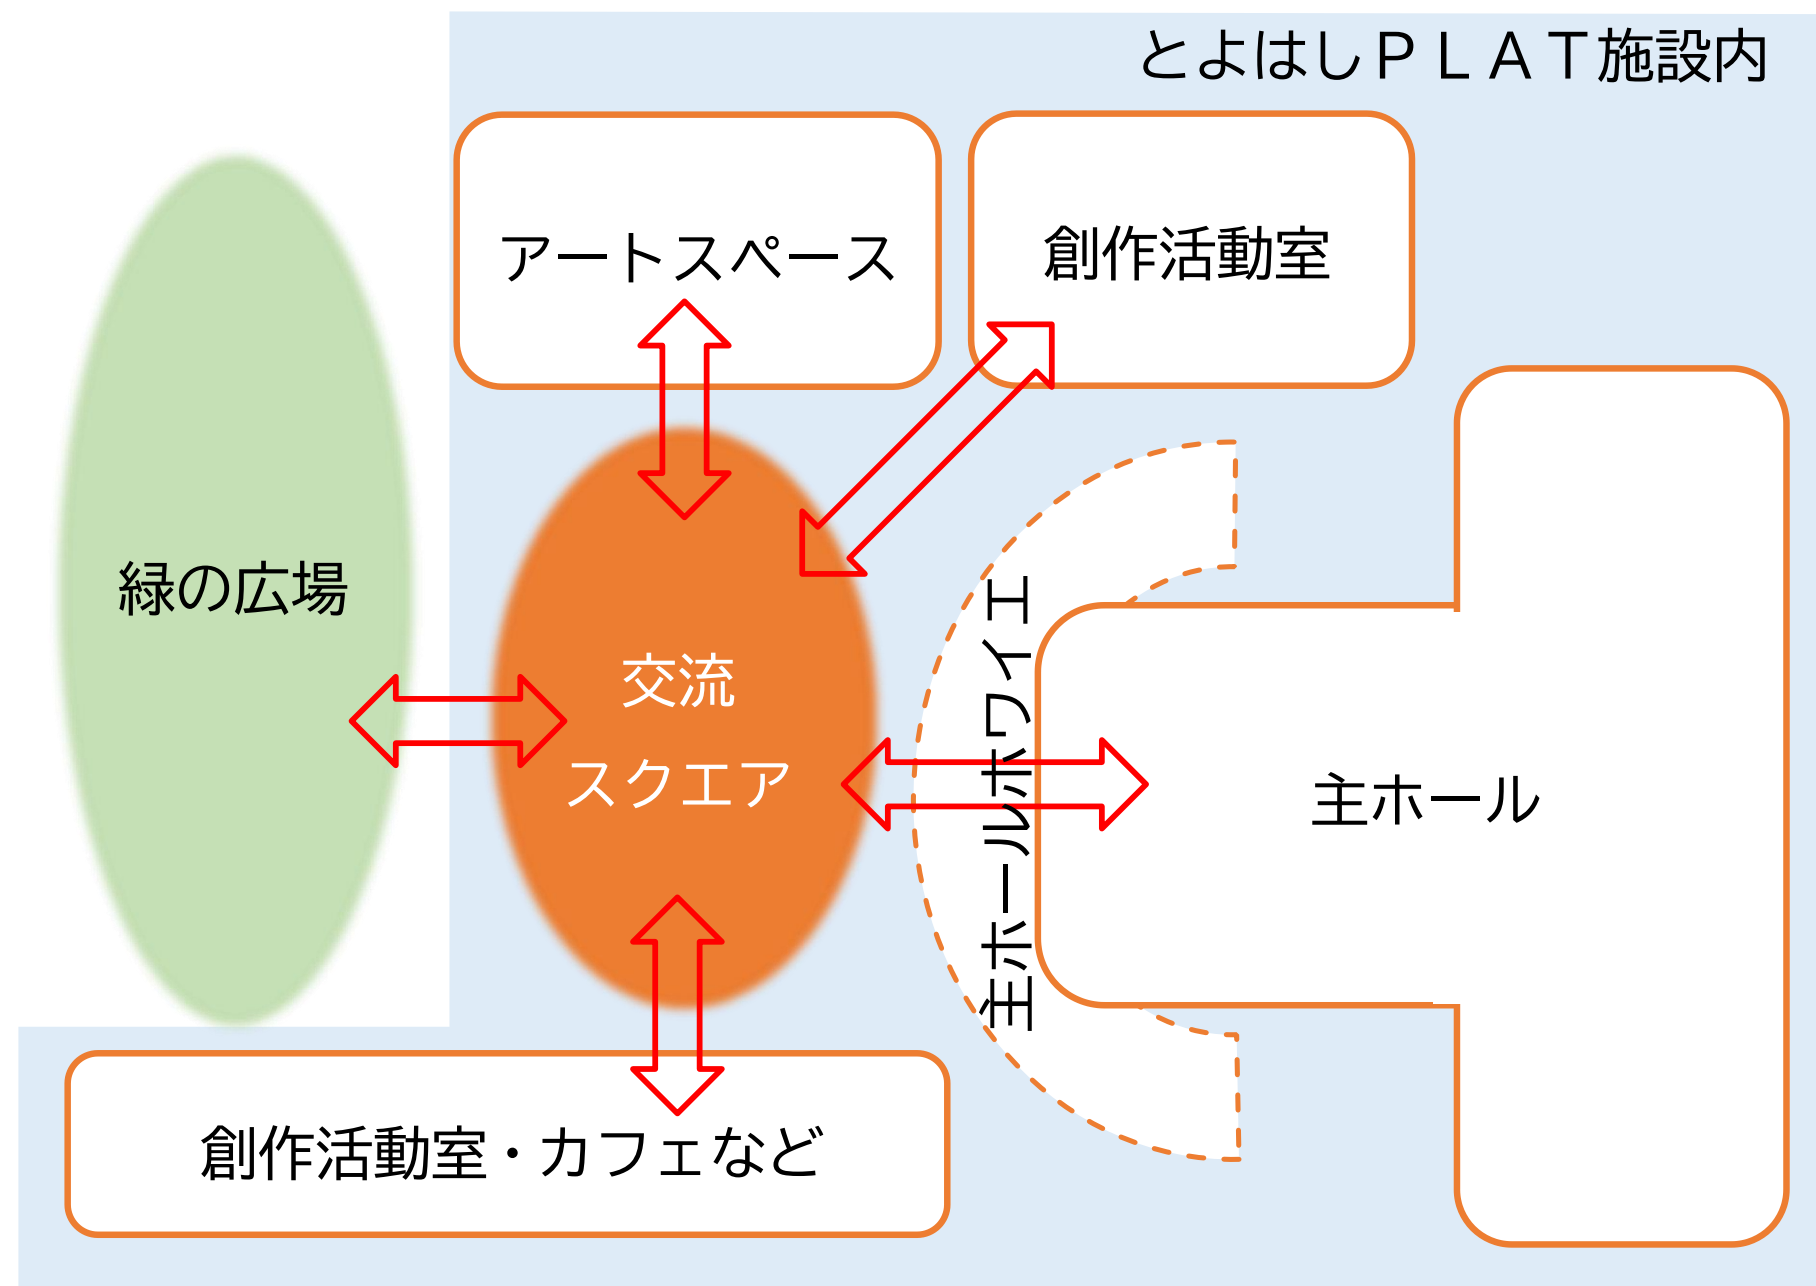 とよはしＰＬＡＴ施設内
アートスペース
創作活動室
緑の広場
交流
スクエア
主ホールホワイエ
主ホール
創作活動室・カフェなど